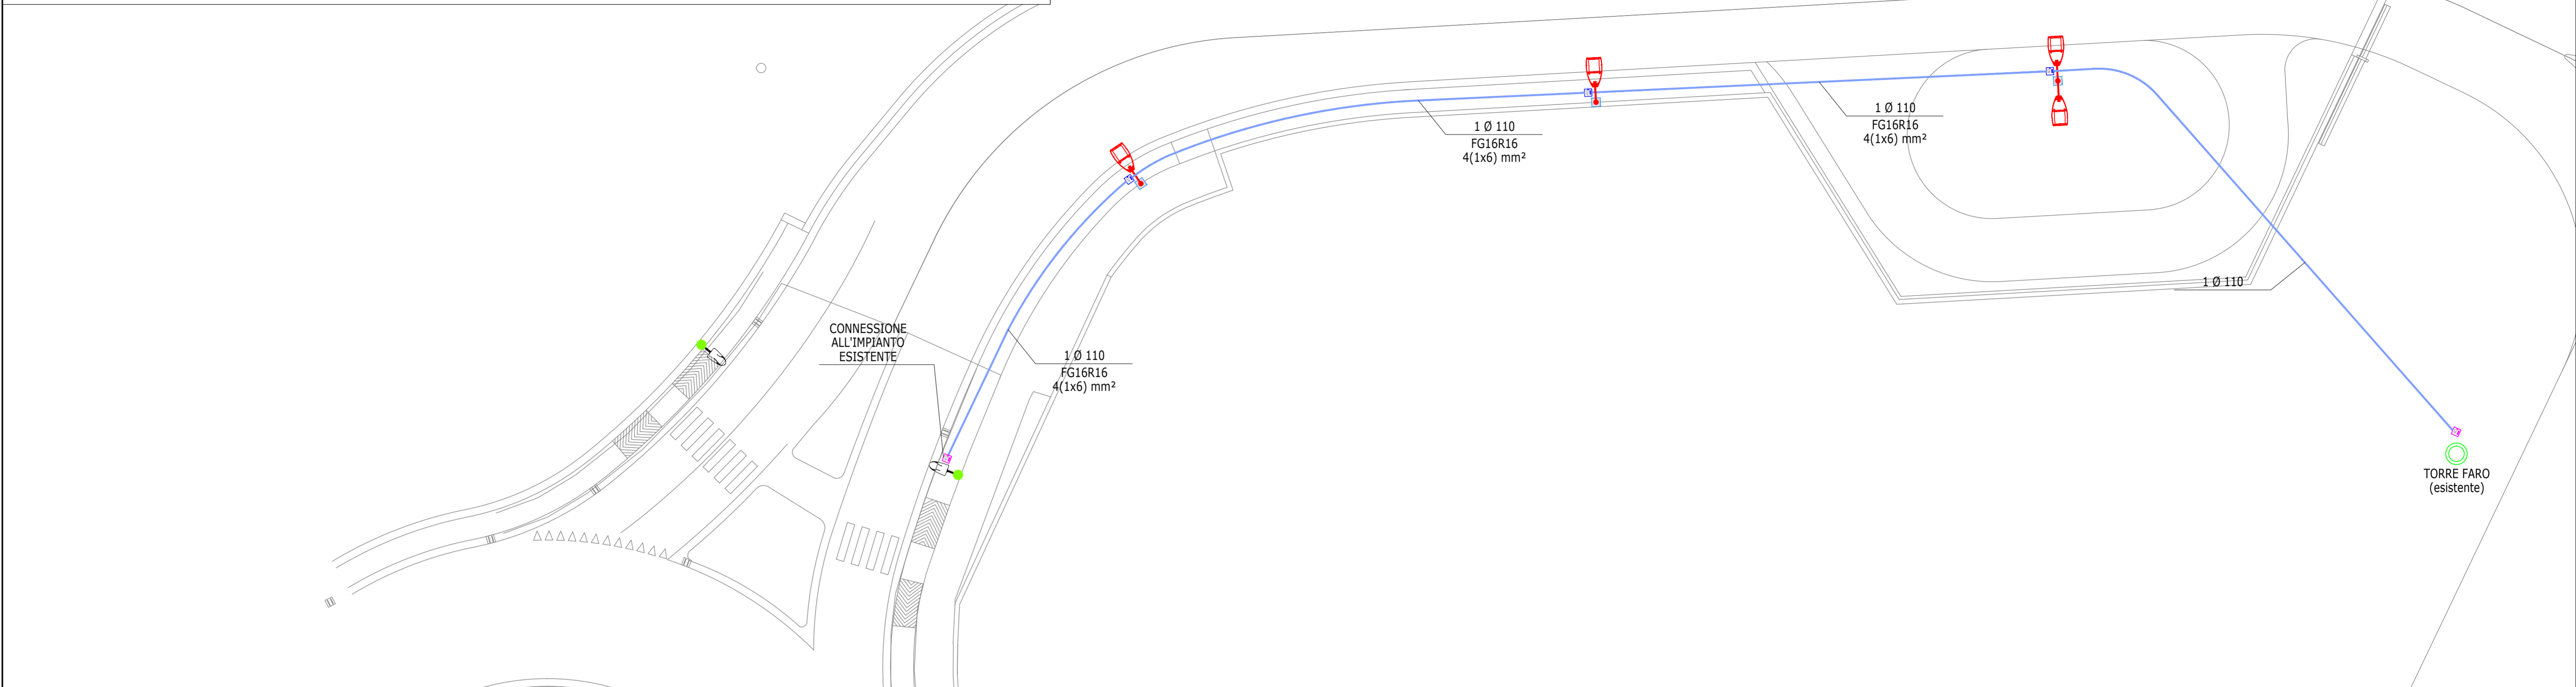 1 Ø 110
FG16R16
4(1x6) mm²
1 Ø 110
FG16R16
4(1x6) mm²
1 Ø 110
CONNESSIONE
ALL'IMPIANTO
ESISTENTE
1 Ø 110
FG16R16
4(1x6) mm²
TORRE FARO
(esistente)